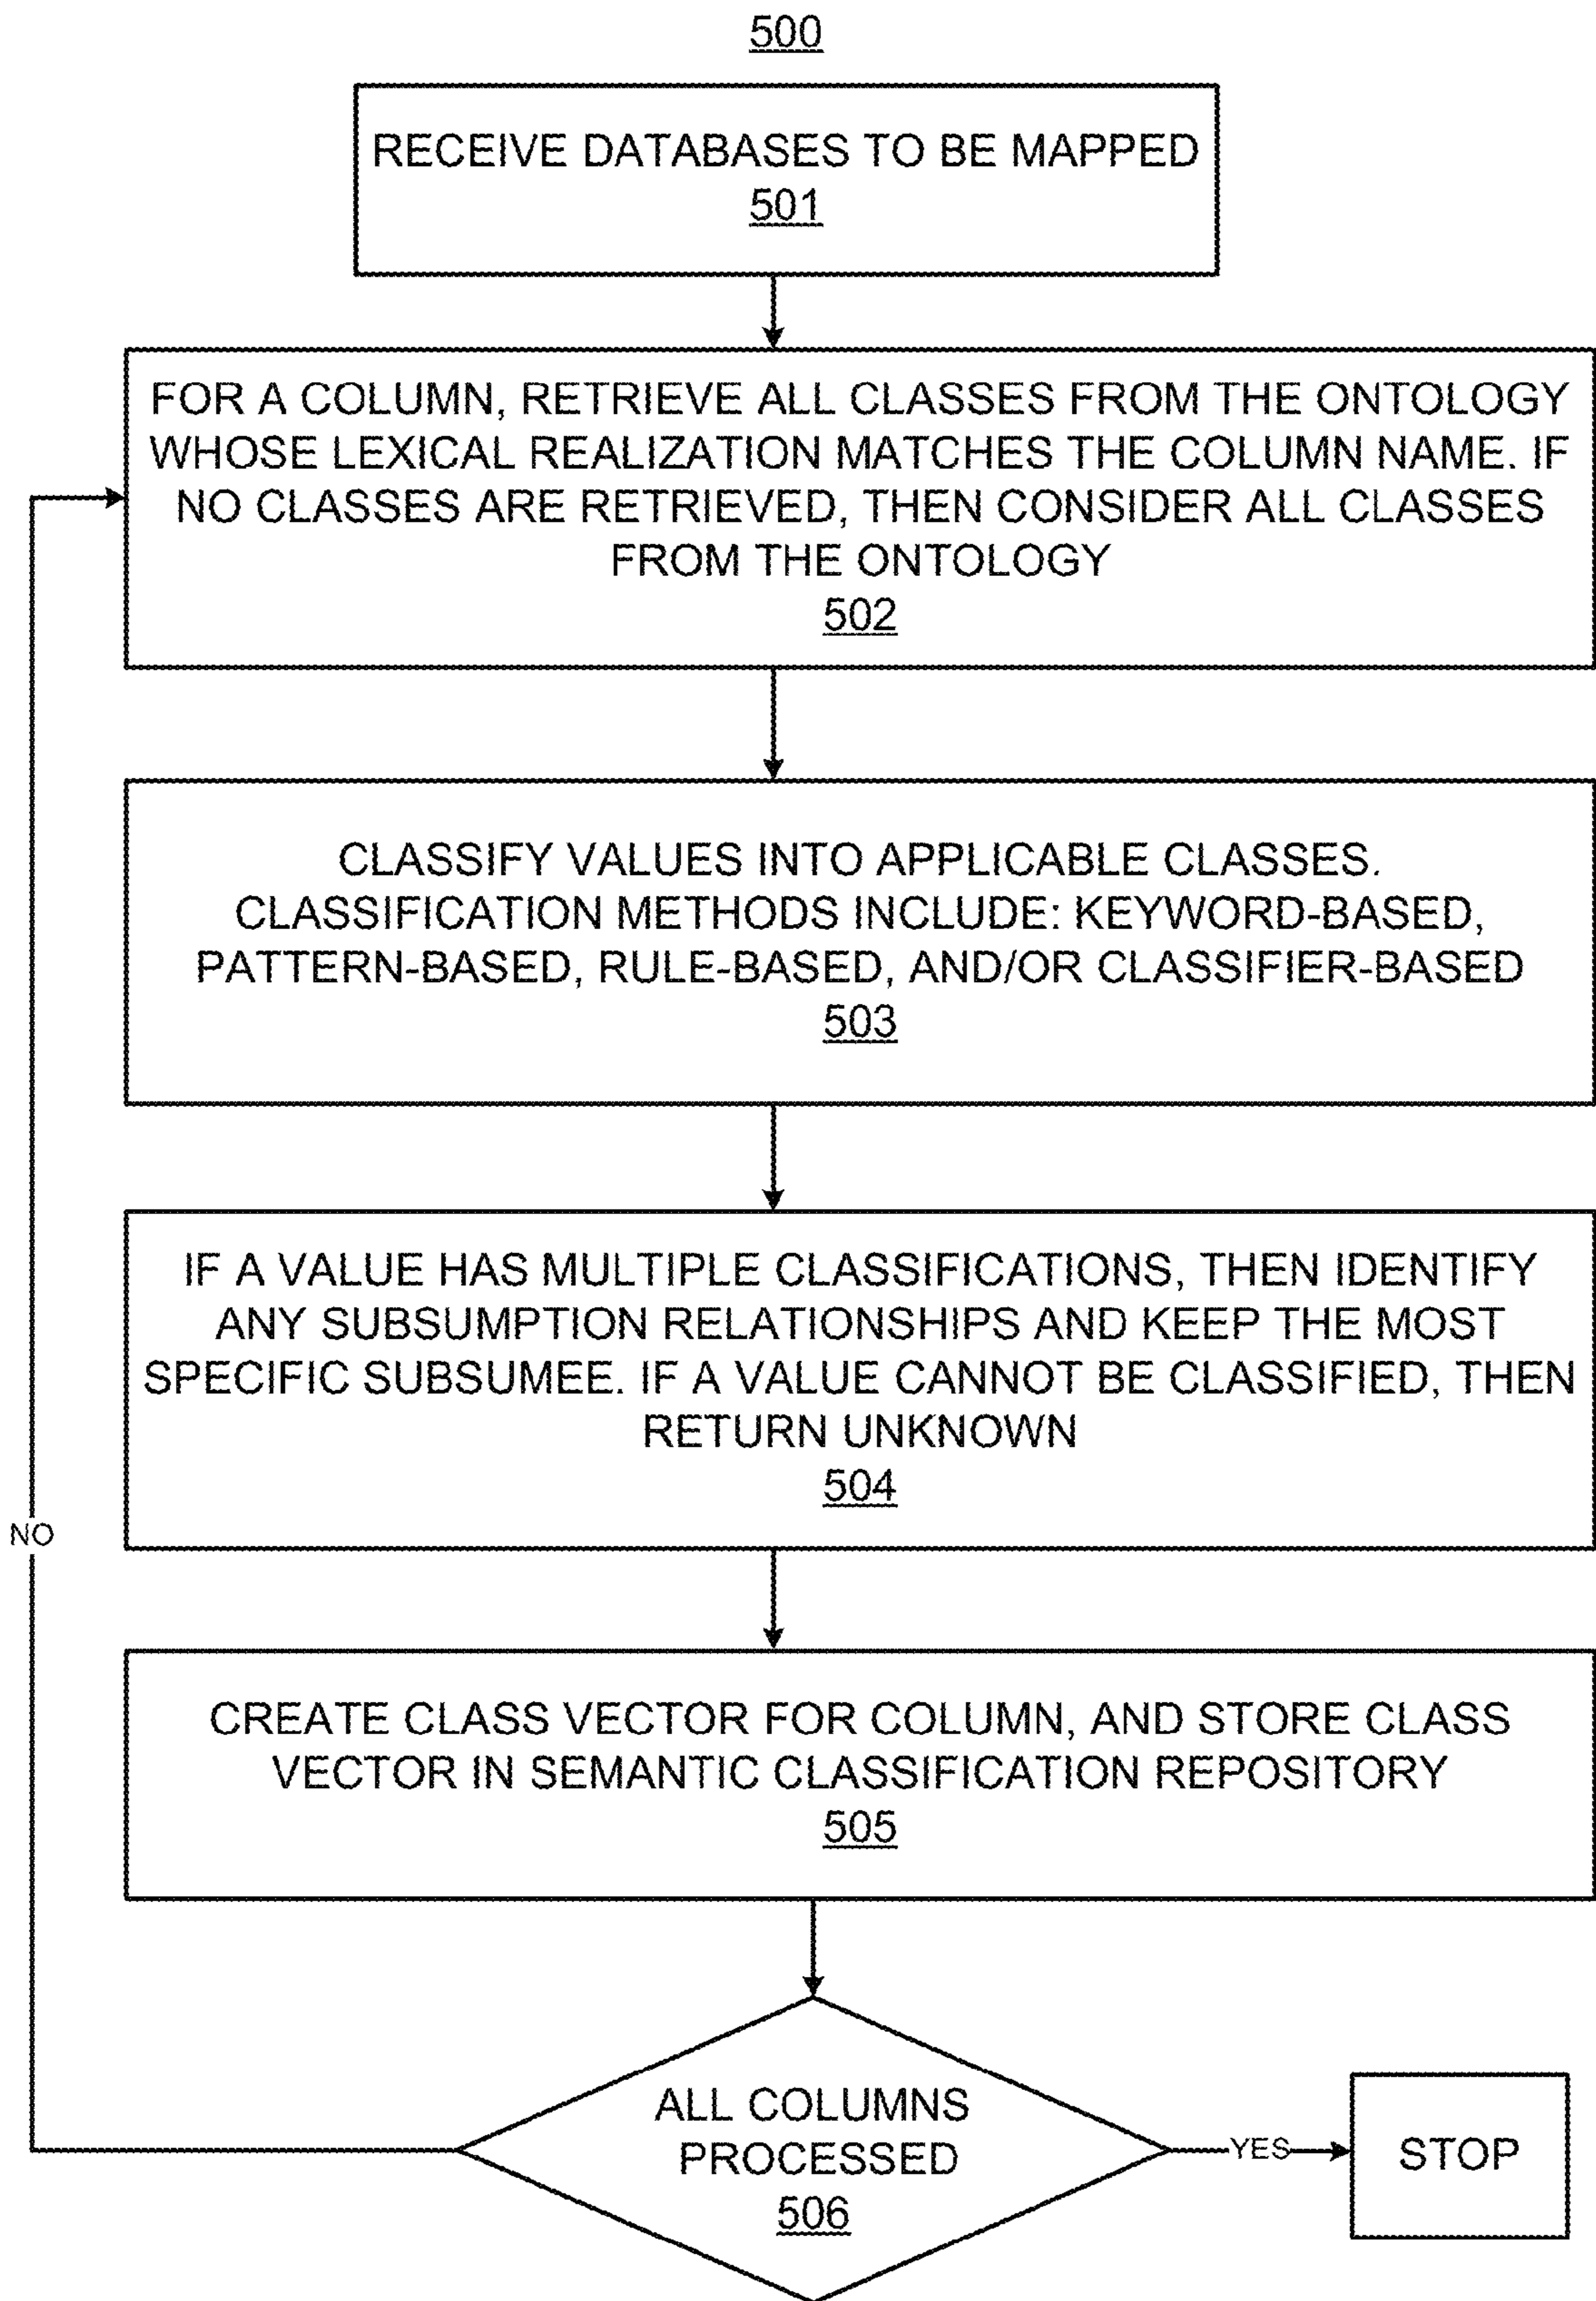 500
RECEIVE DATABASES TO BE MAPPED
501
FOR A COLUMN, RETRIEVE ALL CLASSES FROM THE ONTOLOGY
WHOSE LEXICAL REALIZATION MATCHES THE COLUMN NAME. IF
NO CLASSES ARE RETRIEVED, THEN CONSIDER ALL CLASSES
FROM THE ONTOLOGY
502
CLASSIFY VALUES INTO APPLICABLE CLASSES.
CLASSIFICATION METHODS INCLUDE: KEYWORD-BASED,
PATTERN-BASED, RULE-BASED, AND/OR CLASSIFIER-BASED
503
IF A VALUE HAS MULTIPLE CLASSIFICATIONS, THEN IDENTIFY
ANY SUBSUMPTION RELATIONSHIPS AND KEEP THE MOST
SPECIFIC SUBSUMEE. IF A VALUE CANNOT BE CLASSIFIED, THEN
RETURN UNKNOWN
504
NO
CREATE CLASS VECTOR FOR COLUMN, AND STORE CLASS
VECTOR IN SEMANTIC CLASSIFICATION REPOSITORY
505
ALL COLUMNS
PROCESSED
506
YES
STOP